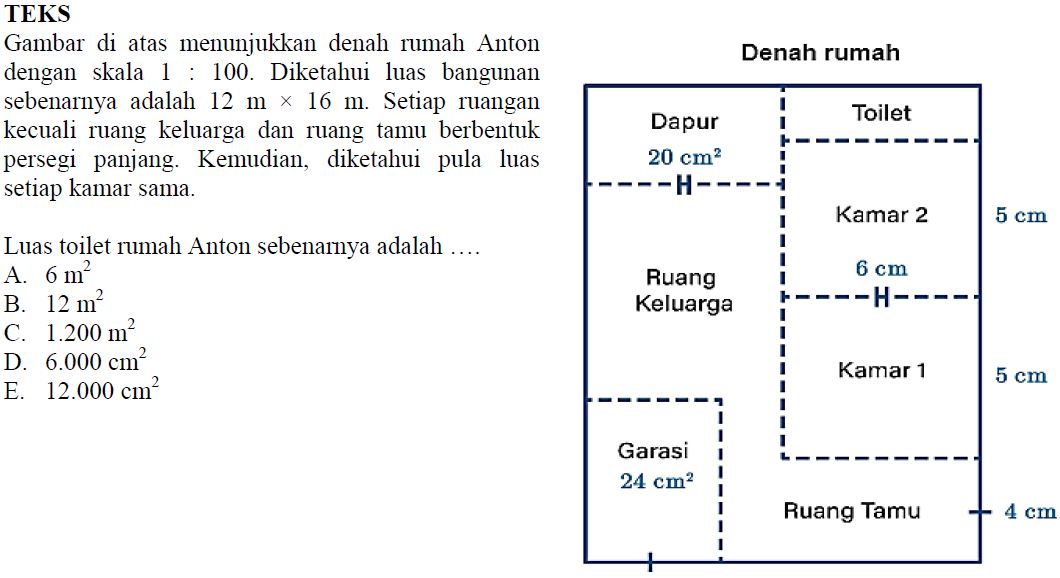 TEKS
Gambar di atas menunjukkan denah rumah Anton
dengan skala 1 : 100. Diketahui luas bangunan
sebenarnya adalah 12 m × 16 m. Setiap ruangan
kecuali ruang keluarga dan ruang tamu berbentuk
persegi panjang. Kemudian, diketahui pula luas
setiap kamar sama.
Luas toilet rumah Anton sebenarnya adalah ….
A. 6 m²
B. 12 m²
C. 1.200 m²
D. 6.000 cm²
E. 12.000 cm²
Denah rumah
Dapur
20 cm²
Toilet
Kamar 2
5 cm
6 cm
Ruang
Keluarga
Kamar 1
5 cm
Garasi
24 cm²
Ruang Tamu
4 cm